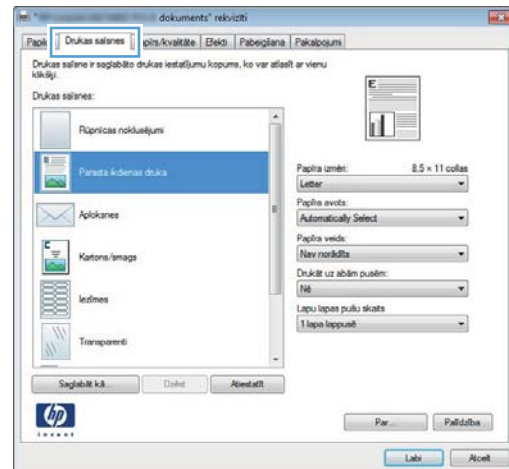 dokuments" rekvizīti
Drukas saīsnes
apīrs/kvalitāte
Efekti
Pabeigšana
Pakalpojumi
Drukas saīsne ir saglabāto drukas iestatījumu kopums, ko var atlasīt ar vienu
klikšķi.
Drukas saīsnes:
Rūpnīcas noklusējumi
Parasta ikdienas druka
Aploksnes
Kartons/smags
Iezīmes
Transparenti
Saglabāt kā...
Dzēst
Atiestatīt
E
Papīra izmēri:
8.5 × 11 collas
Letter
Papīra avots:
Automatically Select
Papīra veids:
Nav norādīts
Drukāt uz abām pusēm:
Nē
Lapu lapas pušu skaits
1 lapa lappusē
hp
invent
Par...
Palīdzība
Labi
Atcelt